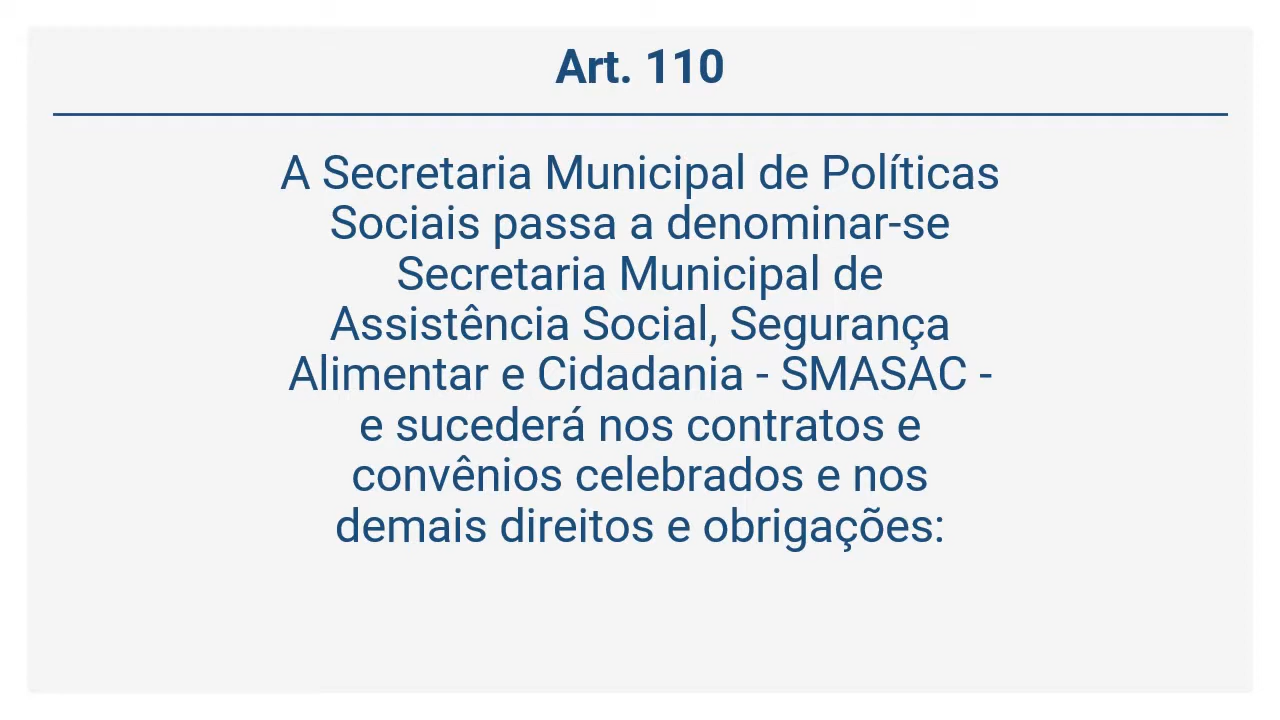 Art. 110
A Secretaria Municipal de Políticas
Sociais passa a denominar-se
Secretaria Municipal de
Assistência Social, Segurança
Alimentar e Cidadania - SMASAC -
e sucederá nos contratos e
convênios celebrados e nos
demais direitos e obrigações: